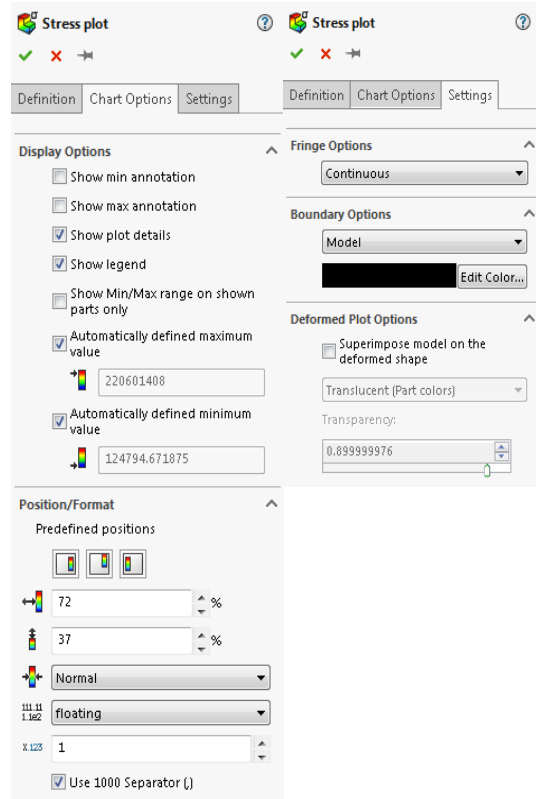 Stress plot
Definition
Chart Options
Settings
Display Options
Show min annotation
Show max annotation
Show plot details
Show legend
Show Min/Max range on shown
parts only
Automatically defined maximum
value
220601408
Automatically defined minimum
value
124794.671875
Position/Format
Predefined positions
72
%
37
%
Normal
111.11
1.1e2
floating
X.123
1
Use 1000 Separator (,)
Stress plot
Definition
Chart Options
Settings
Fringe Options
Continuous
Boundary Options
Model
Edit Color...
Deformed Plot Options
Superimpose model on the
deformed shape
Translucent (Part colors)
Transparency:
0.899999976